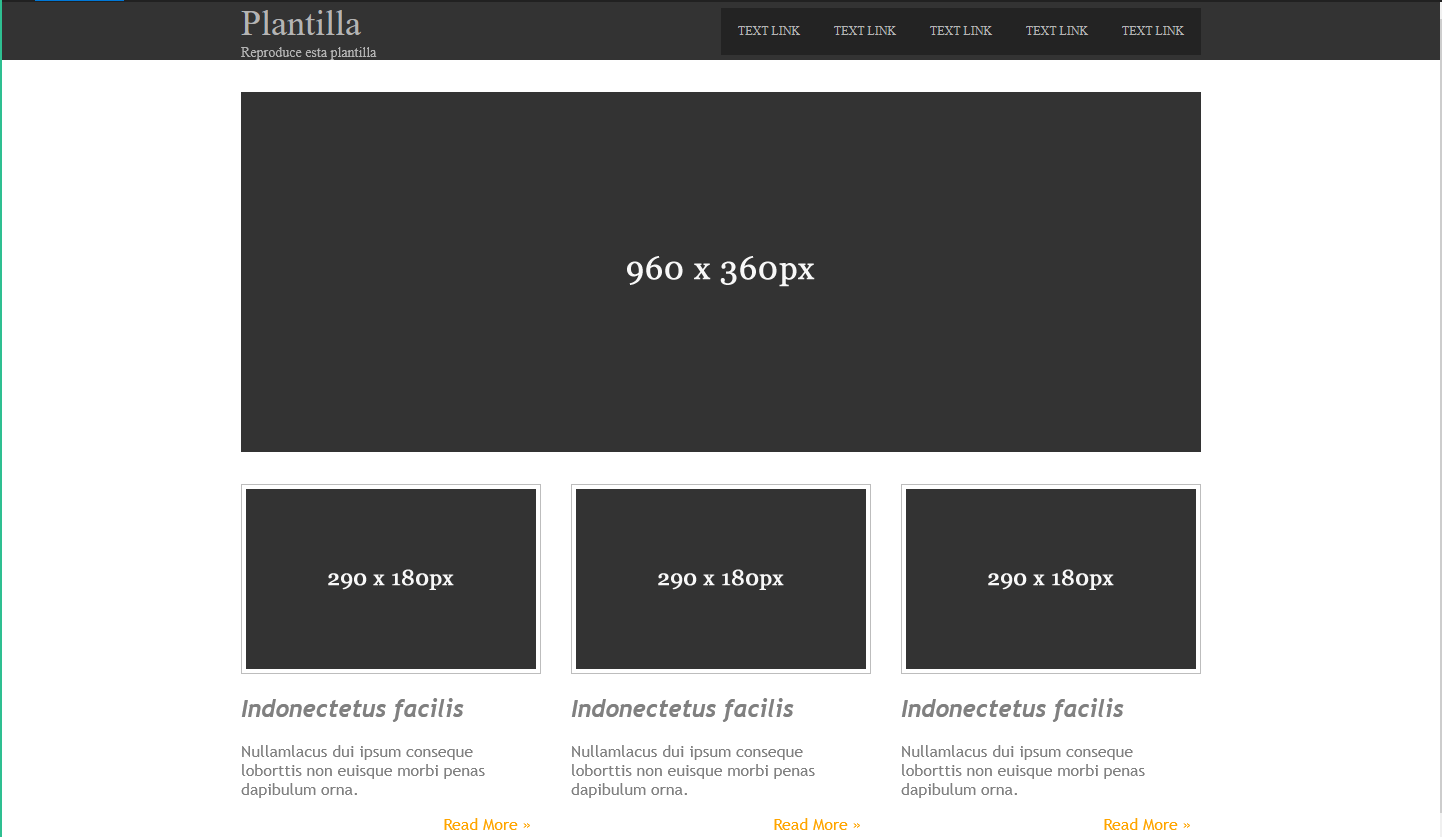 Plantilla
Reproduce esta plantilla
TEXT LINK TEXT LINK TEXT LINK TEXT LINK TEXT LINK
960 x 360px
290 x 180px
290 x 180px
290 x 180px
Indonectetus facilis
Nullamlacus dui ipsum conseque
loborttis non euisque morbi penas
dapibulum orna.
Read More »
Indonectetus facilis
Nullamlacus dui ipsum conseque
loborttis non euisque morbi penas
dapibulum orna.
Read More »
Indonectetus facilis
Nullamlacus dui ipsum conseque
loborttis non euisque morbi penas
dapibulum orna.
Read More »